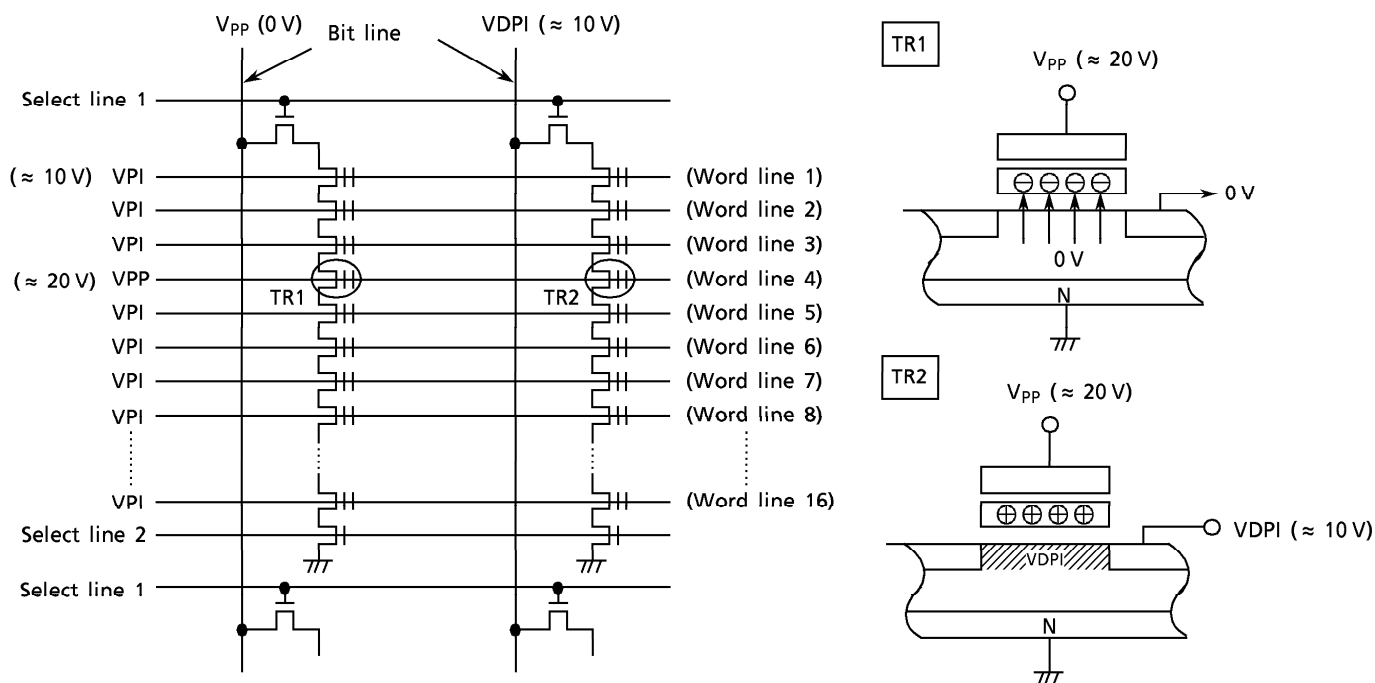 V_PP (0 V)
Bit line
VDPI (≈ 10 V)
Select line 1
(≈ 10 V) VPI
(Word line 1)
VPI
(Word line 2)
VPI
(Word line 3)
(≈ 20 V) VPP
(Word line 4)
TR1
TR2
VPI
(Word line 5)
VPI
(Word line 6)
VPI
(Word line 7)
VPI
(Word line 8)
VPI
(Word line 16)
Select line 2
Select line 1
TR1
V_PP (≈ 20 V)
0 V
0 V
N
TR2
V_PP (≈ 20 V)
VDPI (≈ 10 V)
VDPI
N